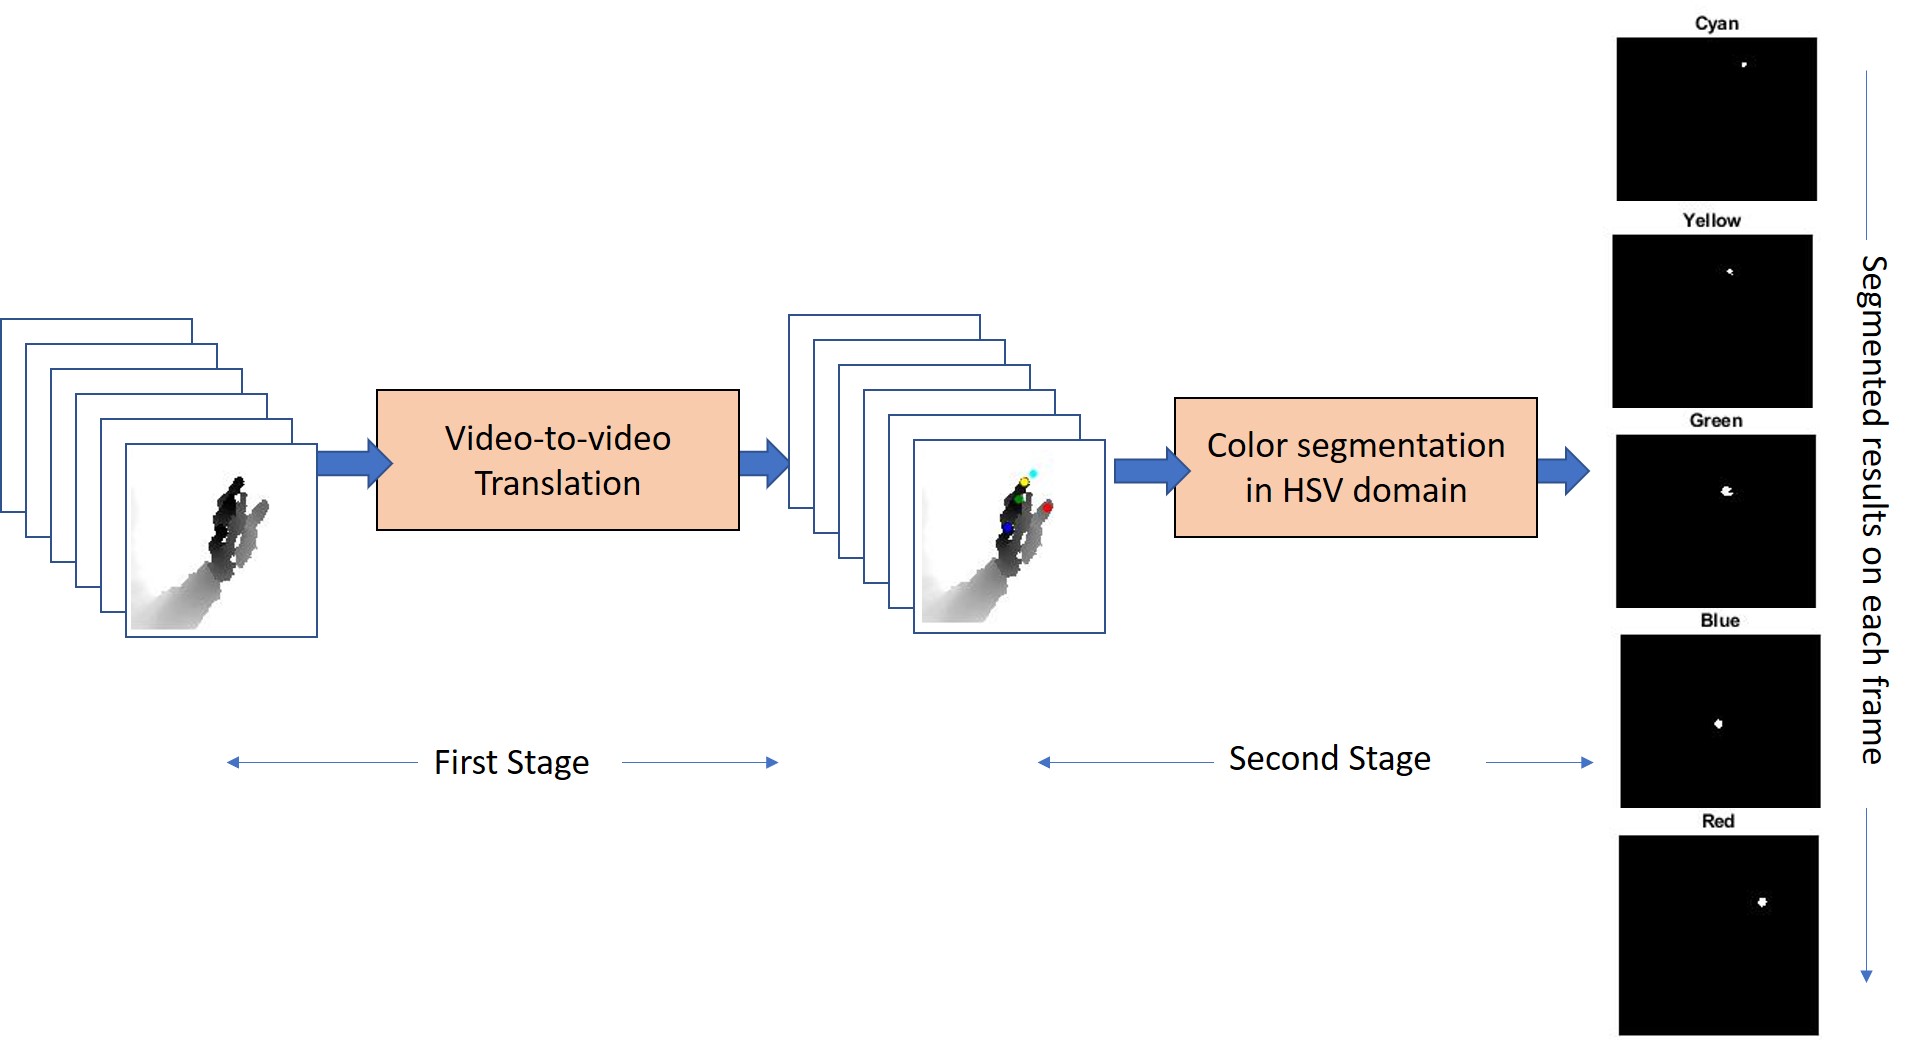 Cyan
Yellow
Green
Blue
Red
Video-to-video
Translation
Color segmentation
in HSV domain
First Stage
Second Stage
Segmented results on each frame